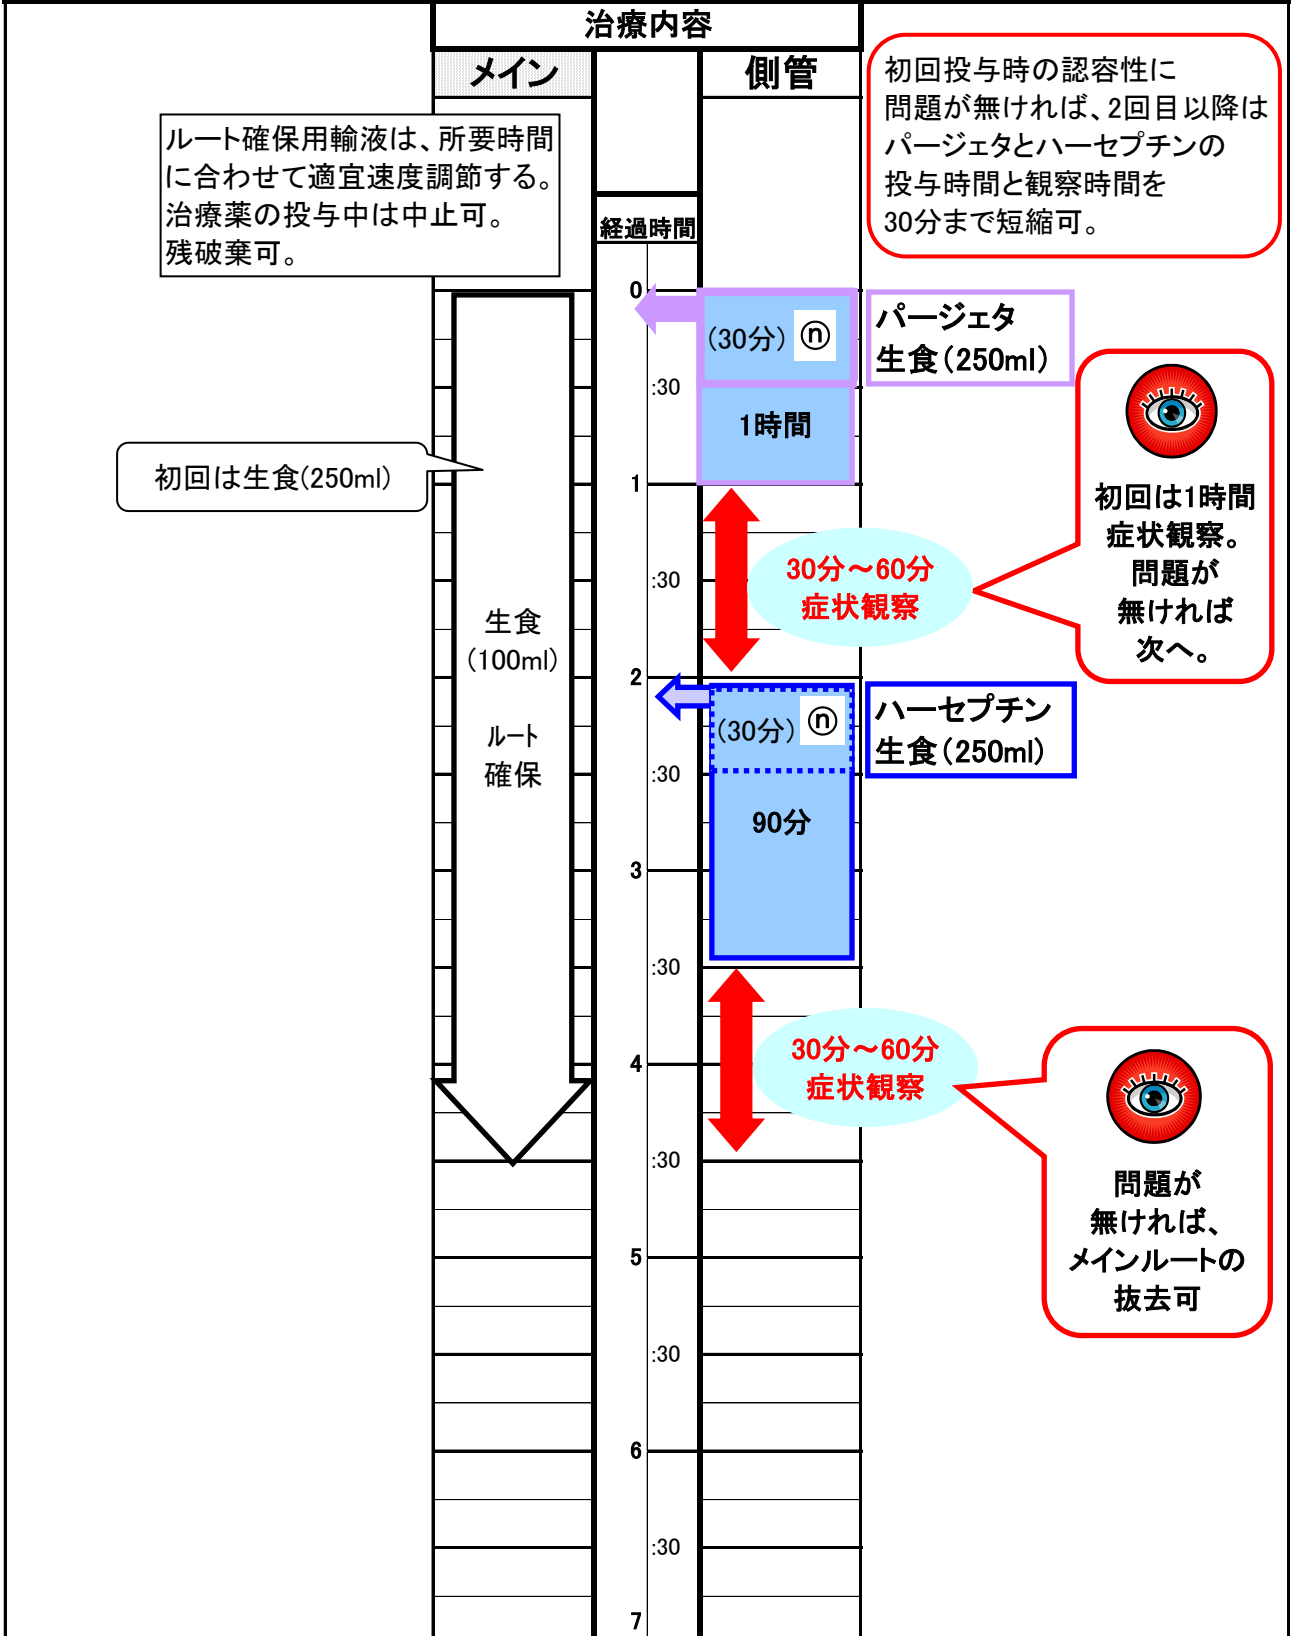 治療内容
メイン
側管
初回投与時の認容性に
問題が無ければ、2回目以降は
パージェタとハーセプチンの
投与時間と観察時間を
30分まで短縮可。
ルート確保用輸液は、所要時間
に合わせて適宜速度調節する。
治療薬の投与中は中止可。
残破棄可。
経過時間
0
(30分) ⓝ
パージェタ
生食(250ml)
:30
1時間
初回は生食(250ml)
1
初回は1時間
症状観察。
問題が
無ければ
次へ。
30分～60分
症状観察
:30
生食
(100ml)
ルート
確保
2
(30分) ⓝ
ハーセプチン
生食(250ml)
:30
90分
3
:30
30分～60分
症状観察
4
:30
問題が
無ければ、
メインルートの
抜去可
5
:30
6
:30
7